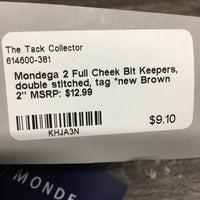 The Tack Collector
614600-381
Mondega 2 Full Cheek Bit Keepers,
double stitched, tag *new Brown
2" MSRP: $12.99
KHJA3N
$9.10
MONDE